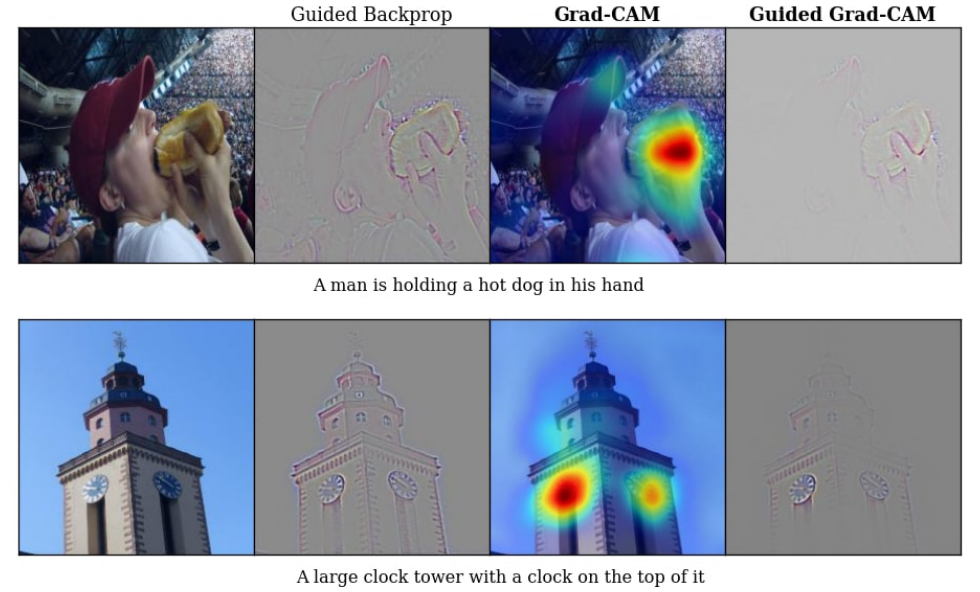 Guided Backprop Grad-CAM Guided Grad-CAM
A man is holding a hot dog in his hand
A large clock tower with a clock on the top of it